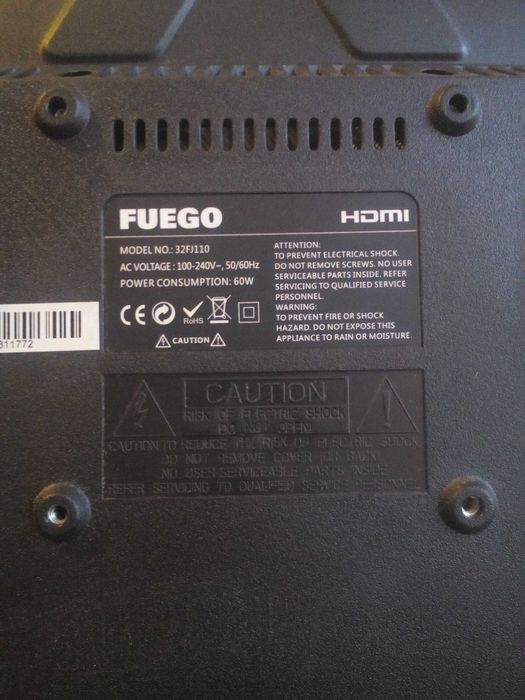 FUEGO
HDMI
MODEL NO.: 32FJ110
AC VOLTAGE : 100-240V~, 50/60Hz
POWER CONSUMPTION: 60W
ATTENTION:
TO PREVENT ELECTRICAL SHOCK.
DO NOT REMOVE SCREWS. NO USER
SERVICEABLE PARTS INSIDE. REFER
SERVICING TO QUALIFIED SERVICE
PERSONNEL.
WARNING:
TO PREVENT FIRE OR SHOCK
HAZARD. DO NOT EXPOSE THIS
APPLIANCE TO RAIN OR MOISTURE.
CE
RoHS
CAUTION
311772
CAUTION
RISK OF ELECTRIC SHOCK
DO NOT OPEN
CAUTION TO REDUCE THE RISK OF ELECTRIC SHOCK
DO NOT REMOVE COVER (OR BACK
NO USER SERVICEABLE PARTS INSIDE
REFER SERVICING TO QUALIFIED SERVICE PERSONNEL